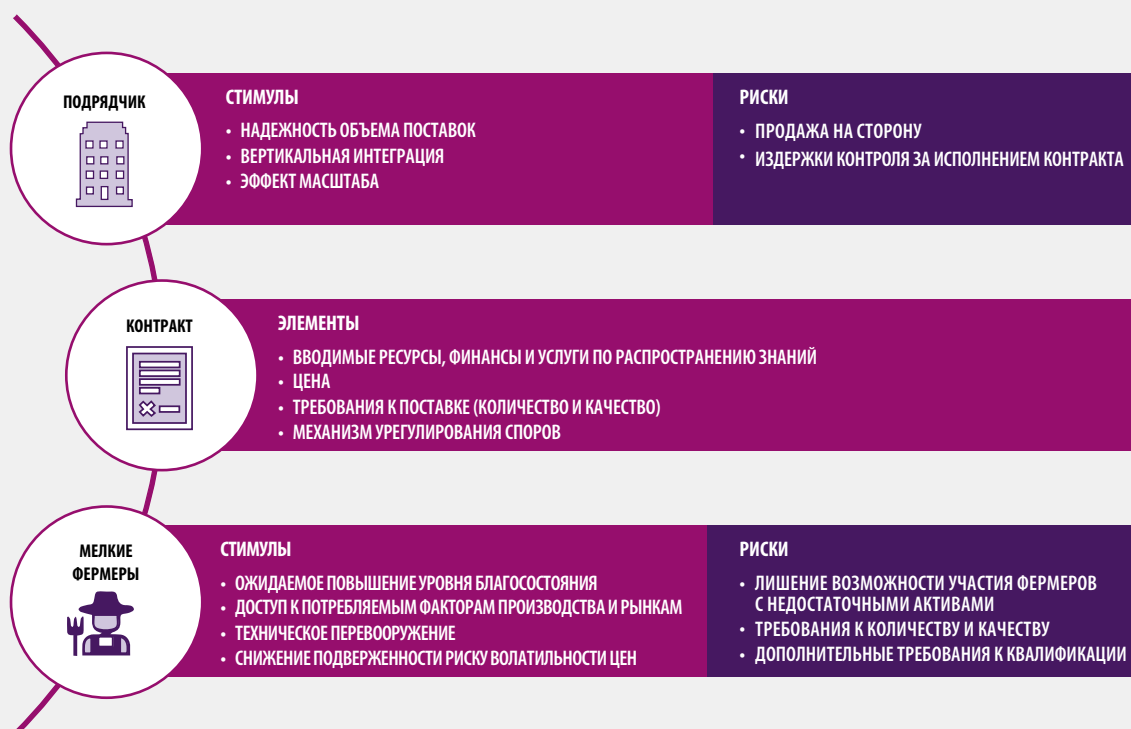 ПОДРЯДЧИК
СТИМУЛЫ
• НАДЕЖНОСТЬ ОБЪЕМА ПОСТАВОК
• ВЕРТИКАЛЬНАЯ ИНТЕГРАЦИЯ
• ЭФФЕКТ МАСШТАБА
РИСКИ
• ПРОДАЖА НА СТОРОНУ
• ИЗДЕРЖКИ КОНТРОЛЯ ЗА ИСПОЛНЕНИЕМ КОНТРАКТА
КОНТРАКТ
ЭЛЕМЕНТЫ
• ВВОДИМЫЕ РЕСУРСЫ, ФИНАНСЫ И УСЛУГИ ПО РАСПРОСТРАНЕНИЮ ЗНАНИЙ
• ЦЕНА
• ТРЕБОВАНИЯ К ПОСТАВКЕ (КОЛИЧЕСТВО И КАЧЕСТВО)
• МЕХАНИЗМ УРЕГУЛИРОВАНИЯ СПОРОВ
МЕЛКИЕ
ФЕРМЕРЫ
СТИМУЛЫ
• ОЖИДАЕМОЕ ПОВЫШЕНИЕ УРОВНЯ БЛАГОСОСТОЯНИЯ
• ДОСТУП К ПОТРЕБЛЯЕМЫМ ФАКТОРАМ ПРОИЗВОДСТВА И РЫНКАМ
• ТЕХНИЧЕСКОЕ ПЕРЕВООРУЖЕНИЕ
• СНИЖЕНИЕ ПОДВЕРЖЕННОСТИ РИСКУ ВОЛАТИЛЬНОСТИ ЦЕН
РИСКИ
• ЛИШЕНИЕ ВОЗМОЖНОСТИ УЧАСТИЯ ФЕРМЕРОВ
С НЕДОСТАТОЧНЫМИ АКТИВАМИ
• ТРЕБОВАНИЯ К КОЛИЧЕСТВУ И КАЧЕСТВУ
• ДОПОЛНИТЕЛЬНЫЕ ТРЕБОВАНИЯ К КВАЛИФИКАЦИИ